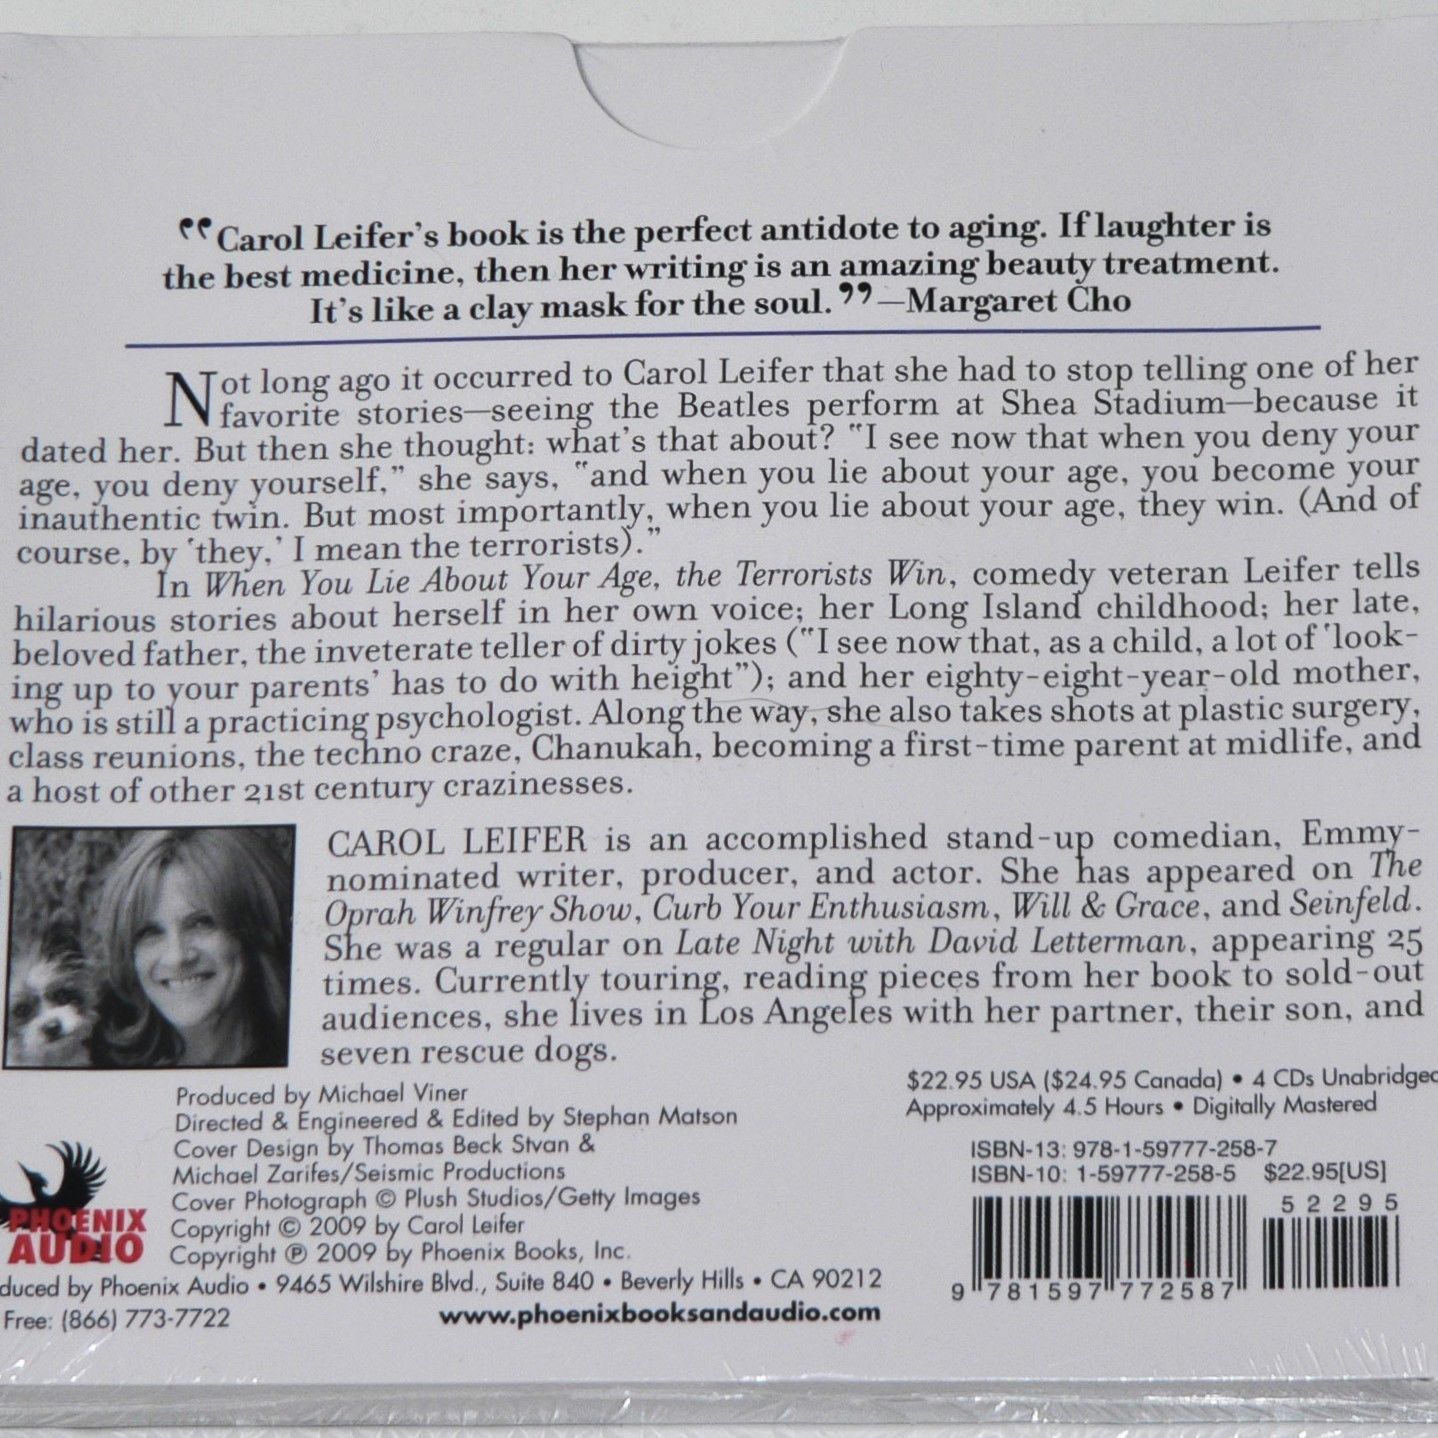 “Carol Leifer's book is the perfect antidote to aging. If laughter is
the best medicine, then her writing is an amazing beauty treatment.
It's like a clay mask for the soul.”—Margaret Cho
Not long ago it occurred to Carol Leifer that she had to stop telling one of her
favorite stories—seeing the Beatles perform at Shea Stadium—because it
dated her. But then she thought: what's that about? "I see now that when you deny your
age, you deny yourself," she says, "and when you lie about your age, you become your
inauthentic twin. But most importantly, when you lie about your age, they win. (And of
course, by 'they,' I mean the terrorists)."
In When You Lie About Your Age, the Terrorists Win, comedy veteran Leifer tells
hilarious stories about herself in her own voice; her Long Island childhood; her late,
beloved father, the inveterate teller of dirty jokes ("I see now that, as a child, a lot of 'look-
ing up to your parents' has to do with height"); and her eighty-eight-year-old mother,
who is still a practicing psychologist. Along the way, she also takes shots at plastic surgery,
class reunions, the techno craze, Chanukah, becoming a first-time parent at midlife, and
a host of other 21st century crazinesses.
CAROL LEIFER is an accomplished stand-up comedian, Emmy-
nominated writer, producer, and actor. She has appeared on The
Oprah Winfrey Show, Curb Your Enthusiasm, Will & Grace, and Seinfeld.
She was a regular on Late Night with David Letterman, appearing 25
times. Currently touring, reading pieces from her book to sold-out
audiences, she lives in Los Angeles with her partner, their son, and
seven rescue dogs.
Produced by Michael Viner
Directed & Engineered & Edited by Stephan Matson
Cover Design by Thomas Beck Stvan &
Michael Zarifes/Seismic Productions
Cover Photograph © Plush Studios/Getty Images
Copyright © 2009 by Carol Leifer
Copyright ℗ 2009 by Phoenix Books, Inc.
PHOENIX
AUDIO
duced by Phoenix Audio • 9465 Wilshire Blvd., Suite 840 • Beverly Hills • CA 90212
Free: (866) 773-7722
www.phoenixbooksandaudio.com
$22.95 USA ($24.95 Canada) • 4 CDs Unabridged
Approximately 4.5 Hours • Digitally Mastered
ISBN-13: 978-1-59777-258-7
ISBN-10: 1-59777-258-5 $22.95[US]
52295
9 781597 772587